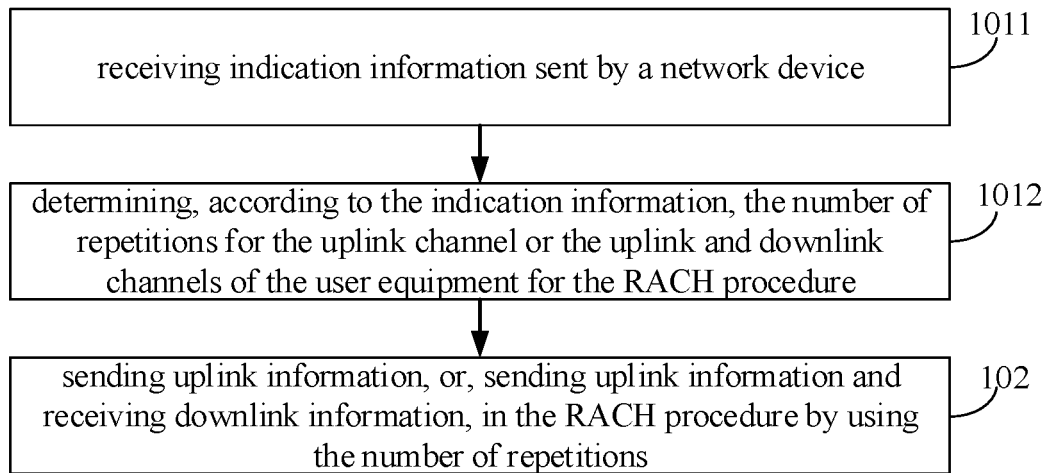 1011
receiving indication information sent by a network device
1012
determining, according to the indication information, the number of
repetitions for the uplink channel or the uplink and downlink
channels of the user equipment for the RACH procedure
102
sending uplink information, or, sending uplink information and
receiving downlink information, in the RACH procedure by using
the number of repetitions